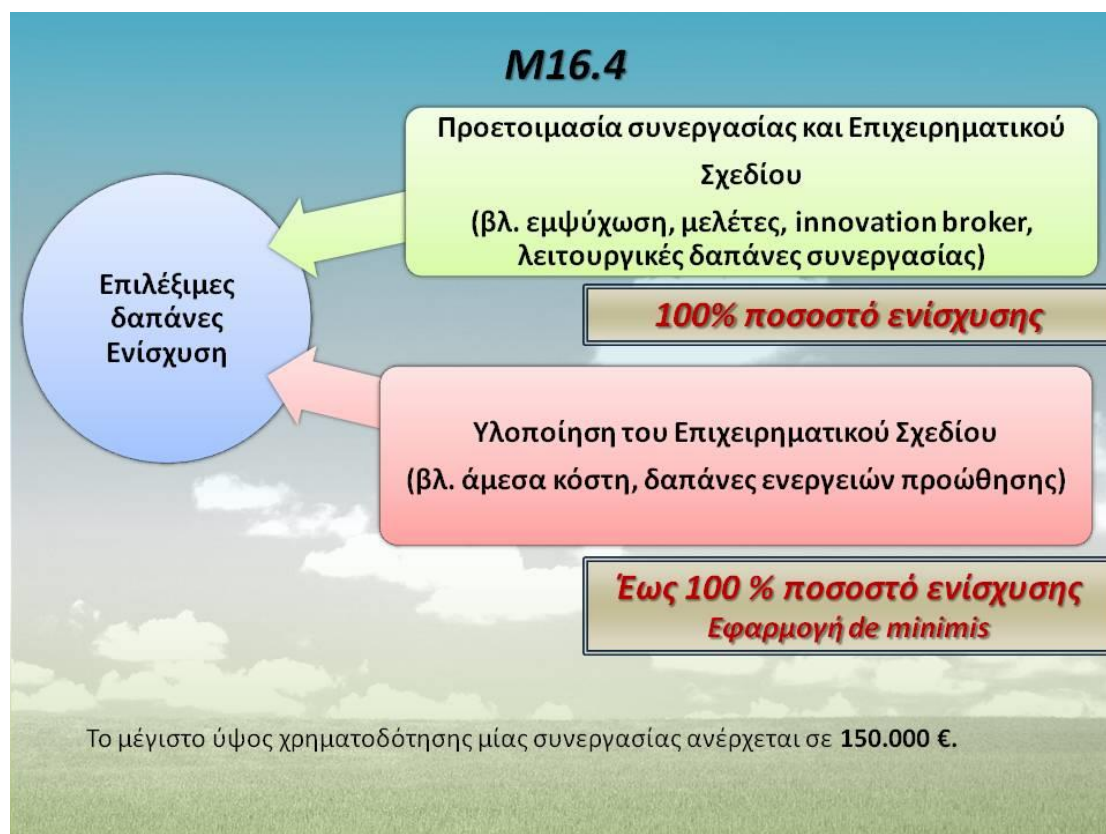 M16.4
Προετοιμασία συνεργασίας και Επιχειρηματικού
Σχεδίου
(βλ. εμψύχωση, μελέτες, innovation broker,
λειτουργικές δαπάνες συνεργασίας)
Επιλέξιμες
δαπάνες
Ενίσχυση
100% ποσοστό ενίσχυσης
Υλοποίηση του Επιχειρηματικού Σχεδίου
(βλ. άμεσα κόστη, δαπάνες ενεργειών προώθησης)
Έως 100 % ποσοστό ενίσχυσης
Εφαρμογή de minimis
Το μέγιστο ύψος χρηματοδότησης μίας συνεργασίας ανέρχεται σε 150.000 €.